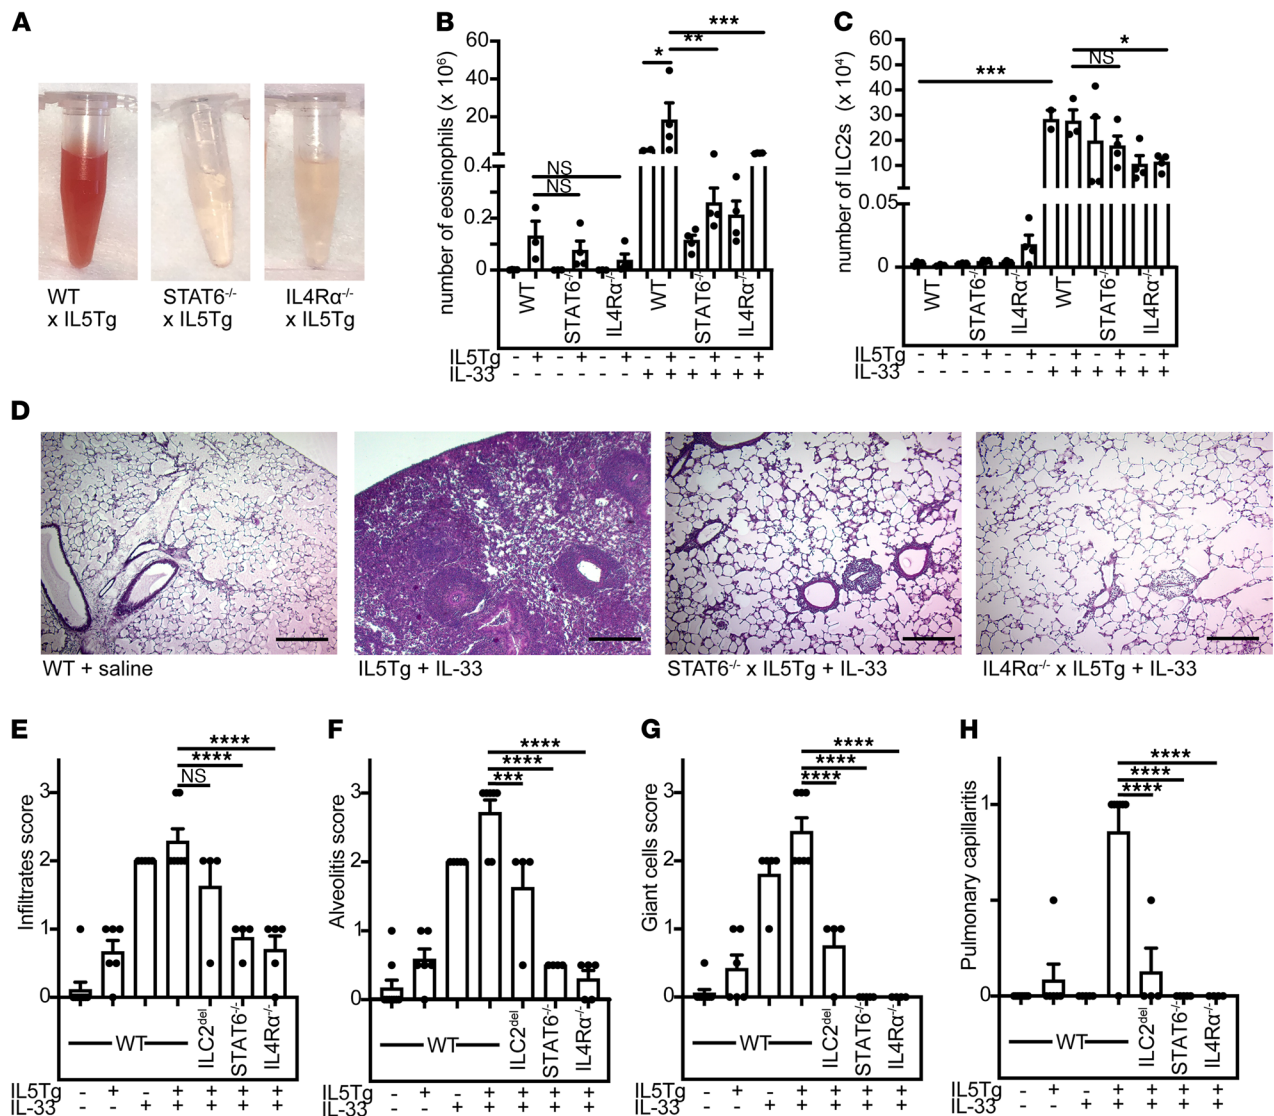 A
WT
x IL5Tg
STAT6-/-
x IL5Tg
IL4Rα-/-
x IL5Tg
B
number of eosinophils (x 10⁶)
60
40
20
0.4
0.2
0
NS
NS
*
**
***
WT
STAT6-/-
IL4Rα-/-
WT
STAT6-/-
IL4Rα-/-
IL5Tg - + - + - + - + - + - +
IL-33 - - - - - - + + + + + +
C
number of ILC2s (x 10⁴)
60
50
40
30
20
10
0.05
0
***
NS
*
WT
STAT6-/-
IL4Rα-/-
WT
STAT6-/-
IL4Rα-/-
IL5Tg - + - + - + - + - + - +
IL-33 - - - - - - + + + + + +
D
WT + saline
IL5Tg + IL-33
STAT6-/- x IL5Tg + IL-33
IL4Rα-/- x IL5Tg + IL-33
E
Infiltrates score
3
2
1
0
****
****
NS
WT
ILC2del
STAT6-/-
IL4Rα-/-
IL5Tg - + - + + + +
IL-33 - - + + + + +
F
Alveolitis score
3
2
1
0
****
****
***
WT
ILC2del
STAT6-/-
IL4Rα-/-
IL5Tg - + - + + + +
IL-33 - - + + + + +
G
Giant cells score
3
2
1
0
****
****
****
WT
ILC2del
STAT6-/-
IL4Rα-/-
IL5Tg - + - + + + +
IL-33 - - + + + + +
H
Pulmonary capillaritis
1
0
****
****
****
WT
ILC2del
STAT6-/-
IL4Rα-/-
IL5Tg - + - + + + +
IL-33 - - + + + + +